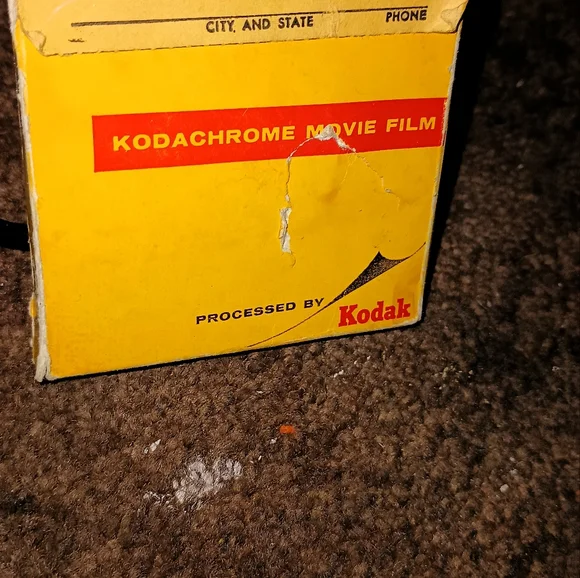 CITY, AND STATE PHONE
KODACHROME MOVIE FILM
PROCESSED BY Kodak